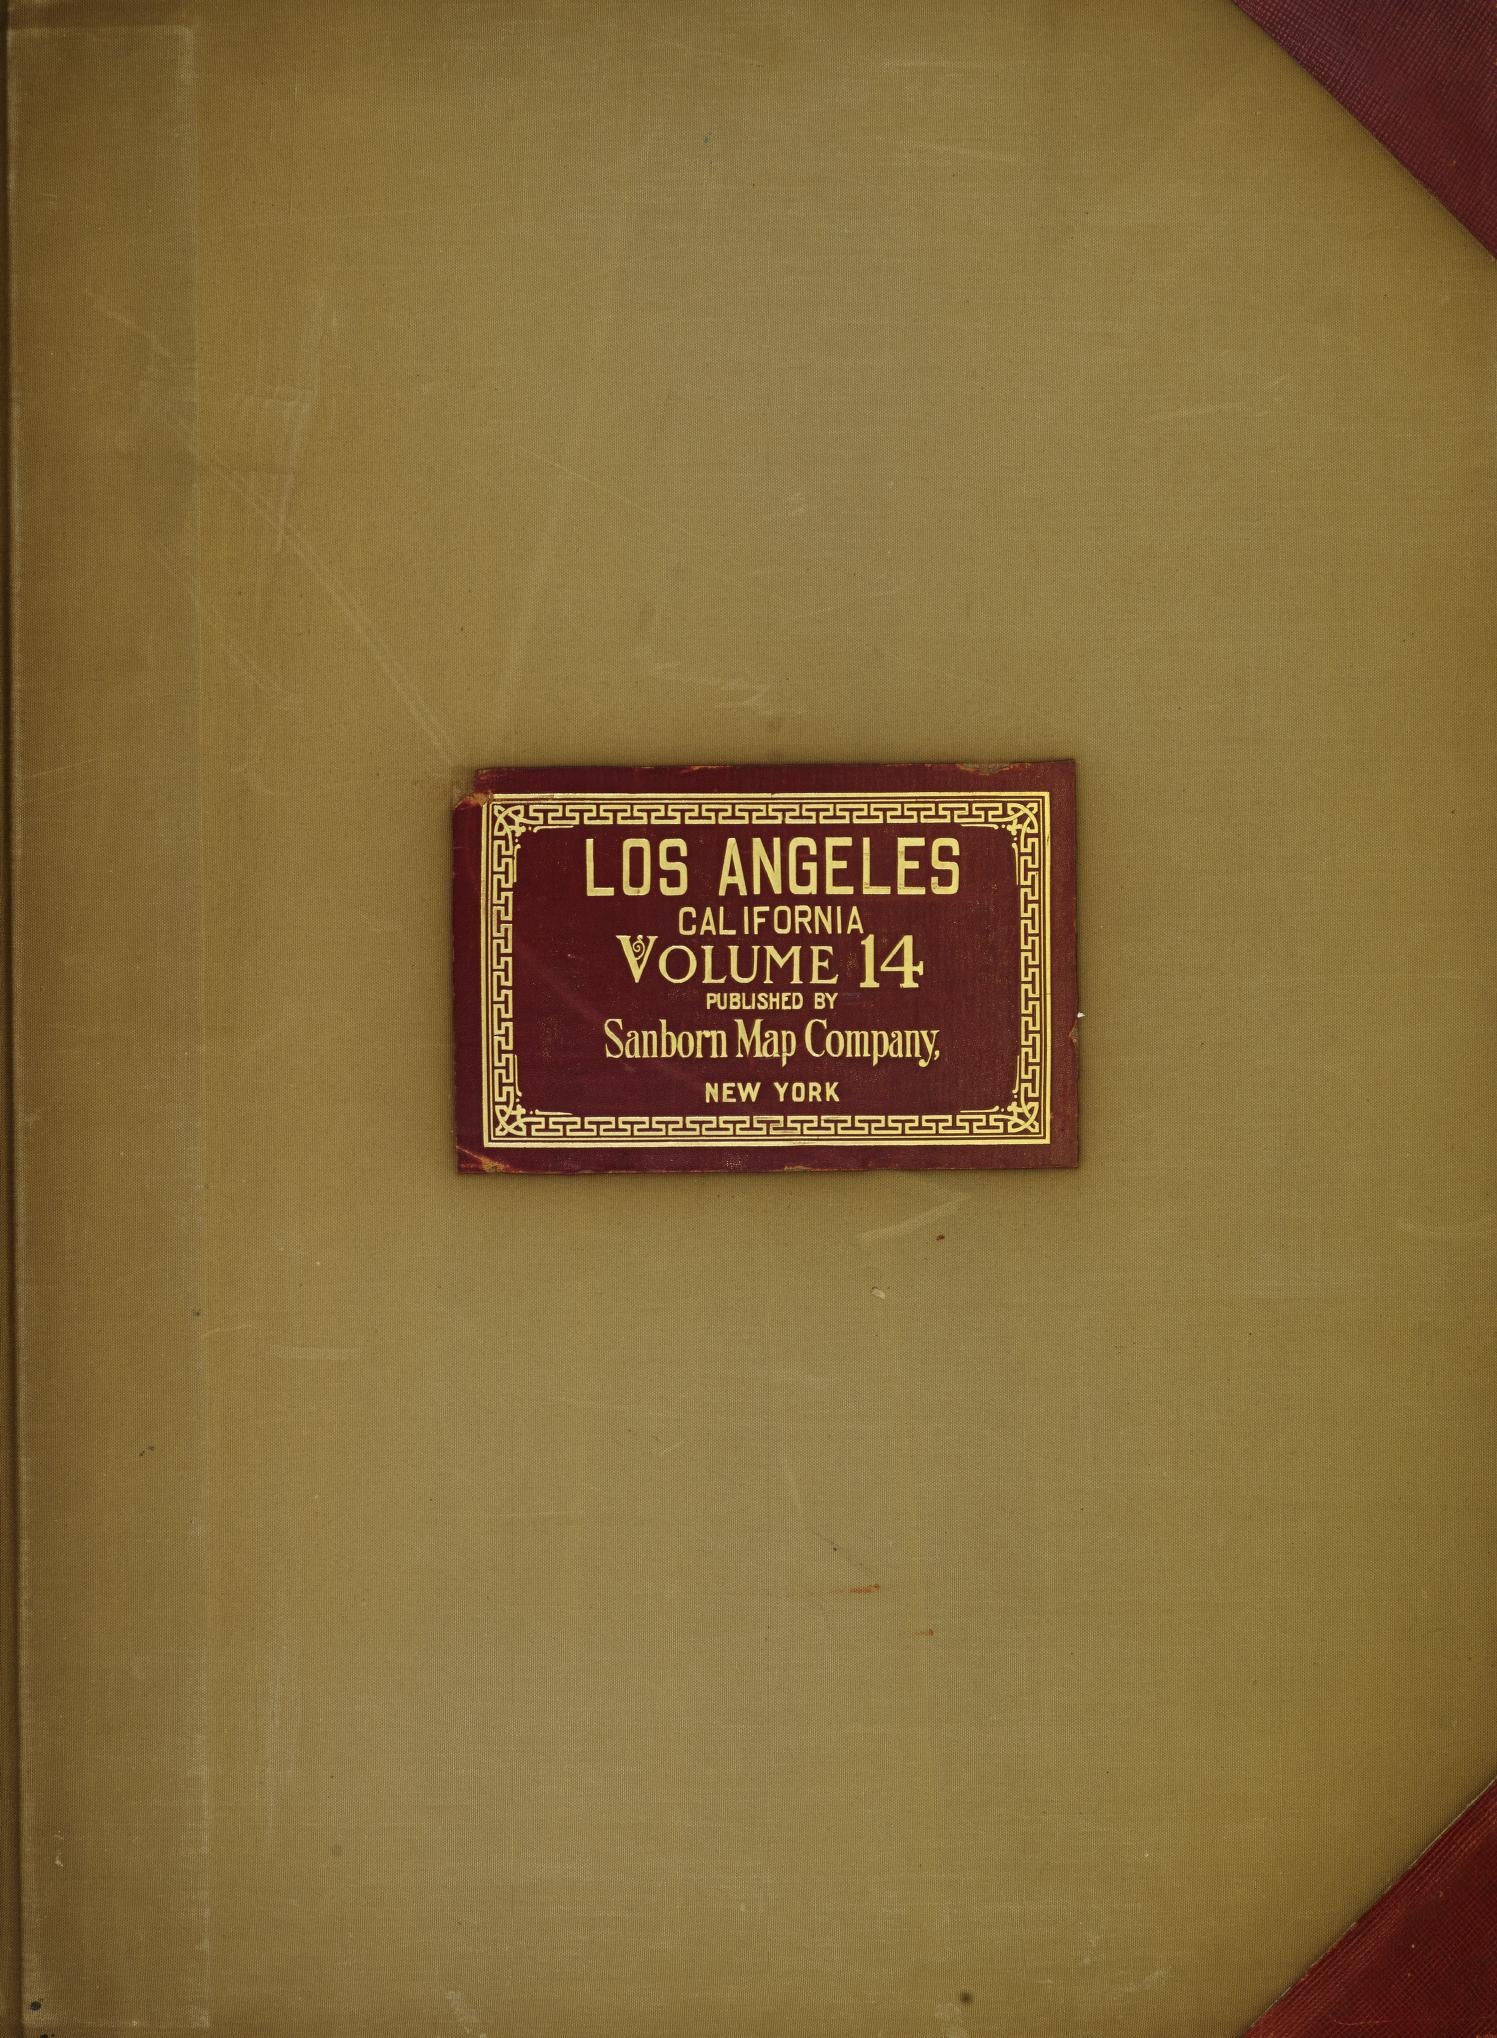 LOS ANGELES
CALIFORNIA
VOLUME 14
PUBLISHED BY
Sanborn Map Company,
NEW YORK